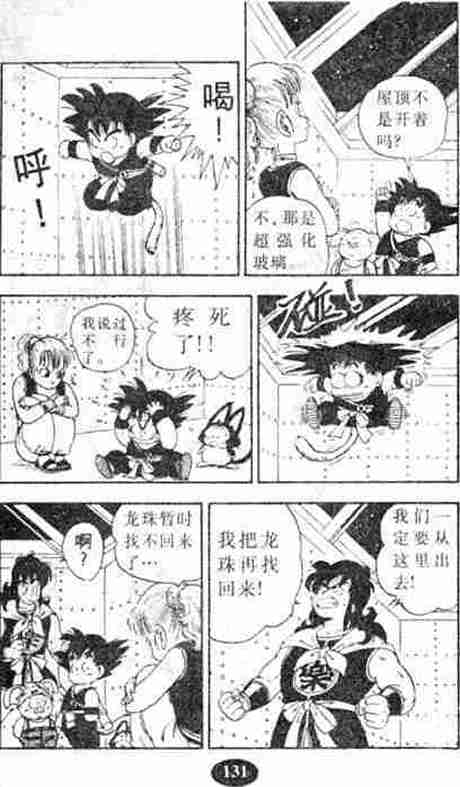 屋顶不
是开着
吗?
不,那是
超强化
玻璃。
喝!
呼!
疼死
了!!
我说过
不行
了。
我们一
定要从
这里出
去!
我把龙
珠再找
回来!
樂
龙珠暂时
找不回来
了…
啊?
131